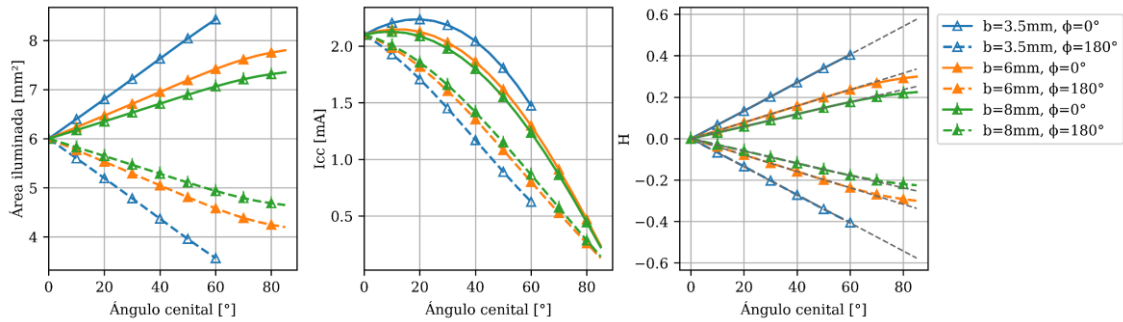 Área iluminada [mm²]
8
7
6
5
4
0
20
40
60
80
Ángulo cenital [°]
Icc [mA]
2.0
1.5
1.0
0.5
0
20
40
60
80
Ángulo cenital [°]
H
0.6
0.4
0.2
0.0
−0.2
−0.4
−0.6
0
20
40
60
80
Ángulo cenital [°]
b=3.5mm, ϕ=0°
b=3.5mm, ϕ=180°
b=6mm, ϕ=0°
b=6mm, ϕ=180°
b=8mm, ϕ=0°
b=8mm, ϕ=180°